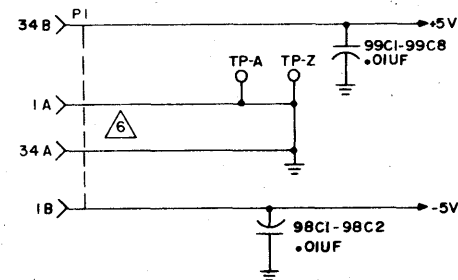 34B P1 +5V
99C1-99C8
.01UF
TP-A TP-Z
1A
6
34A
1B -5V
98C1-98C2
.01UF